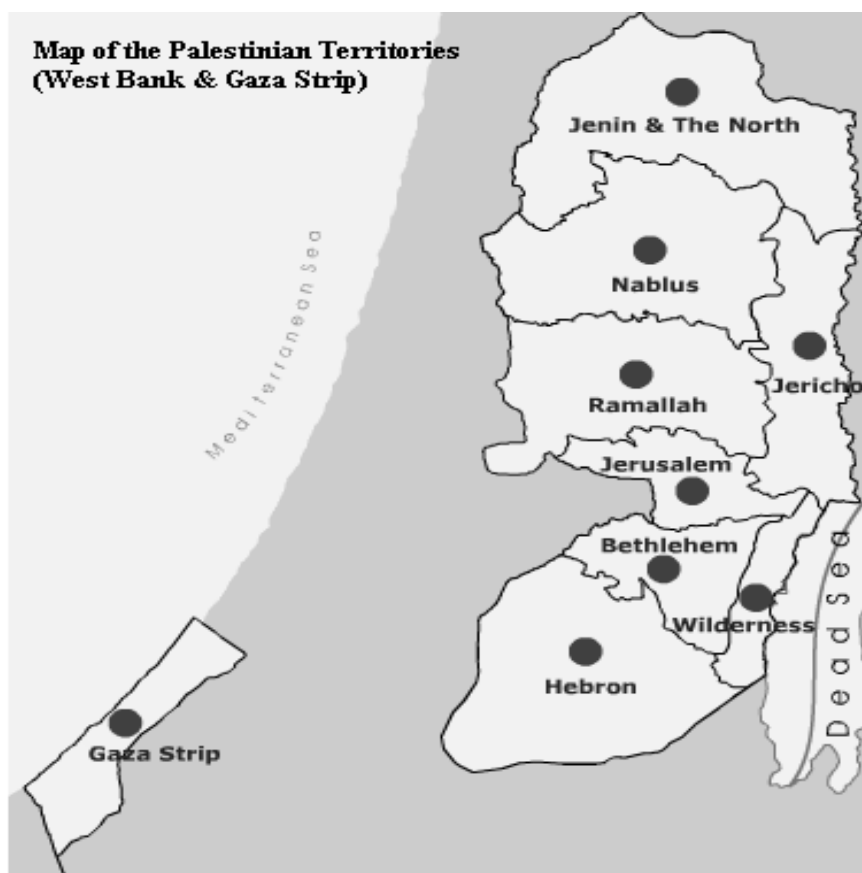 Map of the Palestinian Territories
(West Bank & Gaza Strip)
Jenin & The North
Mediterranean Sea
Nablus
Jericho
Ramallah
Jerusalem
Bethlehem
Dead Sea
Wilderness
Hebron
Gaza Strip